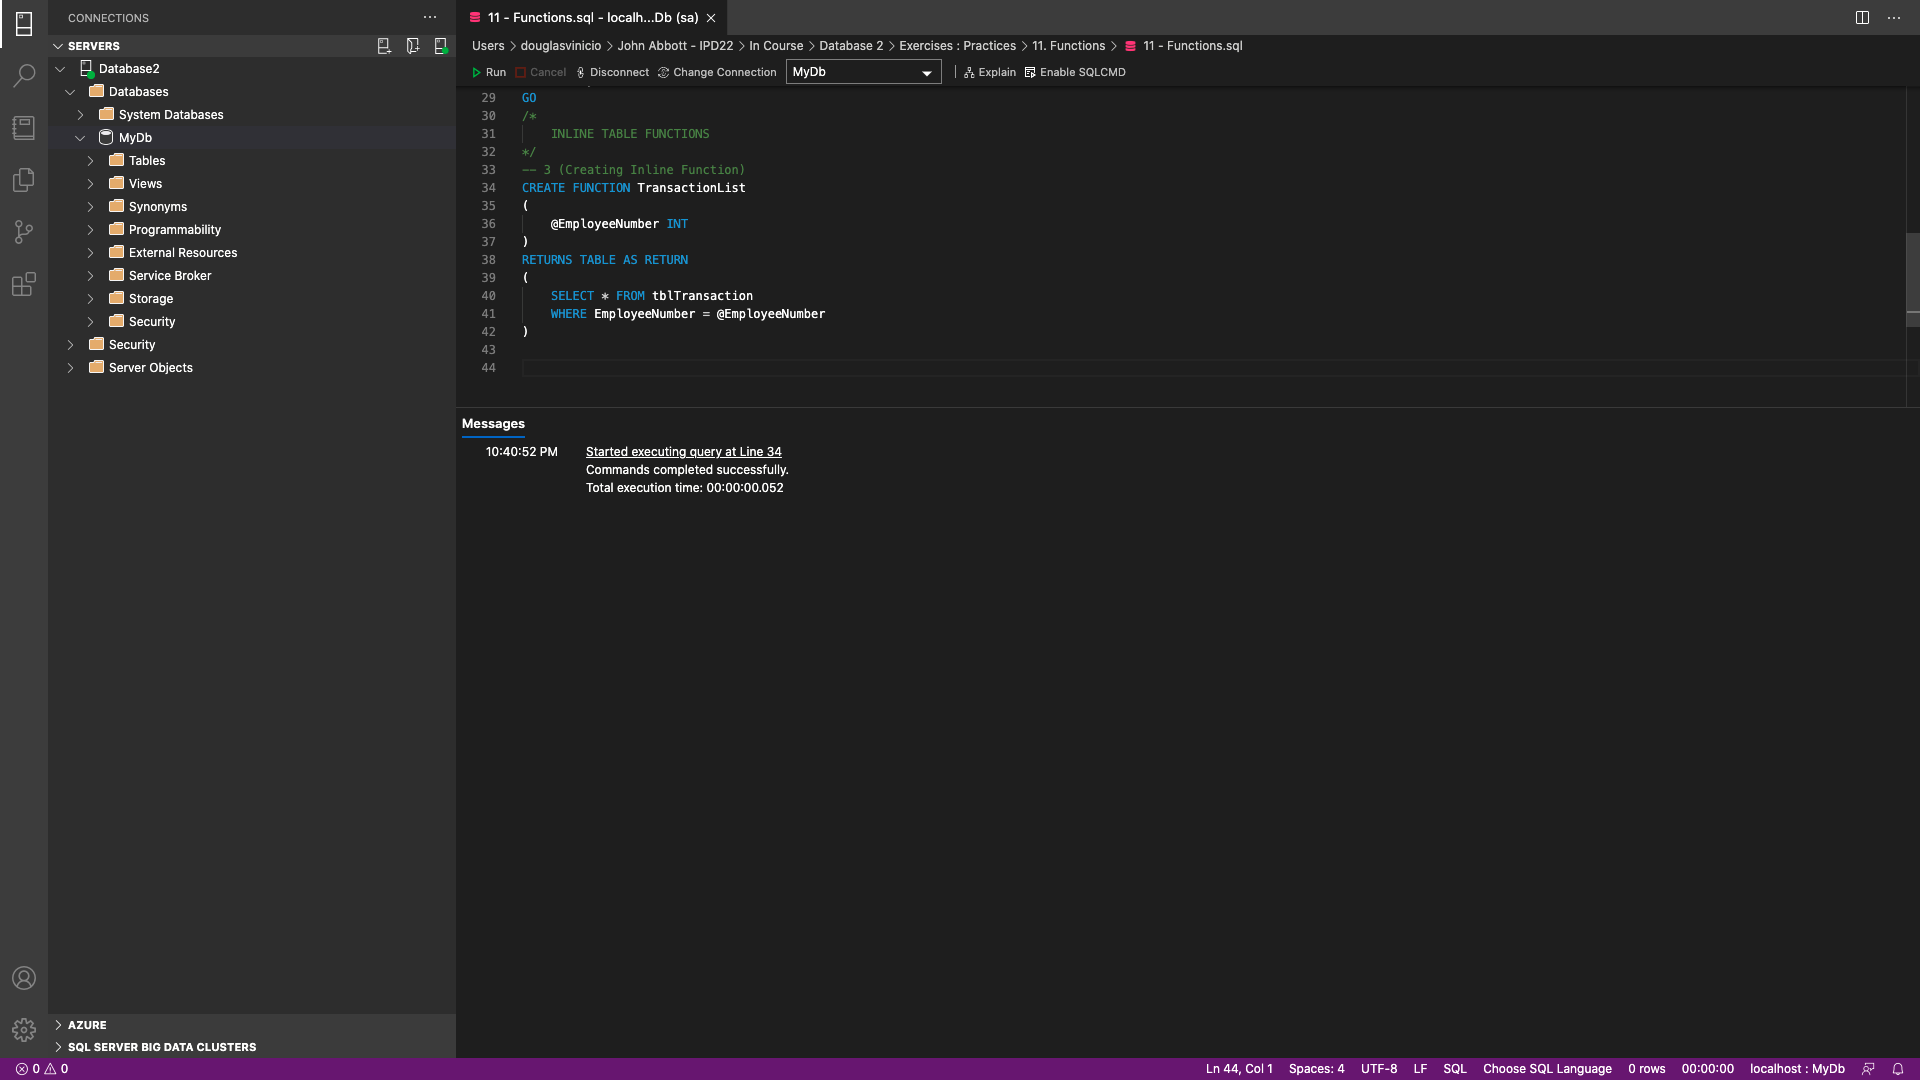 CONNECTIONS
SERVERS
Database2
Databases
System Databases
MyDb
Tables
Views
Synonyms
Programmability
External Resources
Service Broker
Storage
Security
Security
Server Objects
AZURE
SQL SERVER BIG DATA CLUSTERS
11 - Functions.sql - localh...Db (sa)
Users > douglasvinicio > John Abbott - IPD22 > In Course > Database 2 > Exercises : Practices > 11. Functions > 11 - Functions.sql
Run Cancel Disconnect Change Connection MyDb Explain Enable SQLCMD
29 GO
30 /*
31 INLINE TABLE FUNCTIONS
32 */
33 -- 3 (Creating Inline Function)
34 CREATE FUNCTION TransactionList
35 (
36 @EmployeeNumber INT
37 )
38 RETURNS TABLE AS RETURN
39 (
40 SELECT * FROM tblTransaction
41 WHERE EmployeeNumber = @EmployeeNumber
42 )
43
44
Messages
10:40:52 PM Started executing query at Line 34
Commands completed successfully.
Total execution time: 00:00:00.052
0 0 Ln 44, Col 1 Spaces: 4 UTF-8 LF SQL Choose SQL Language 0 rows 00:00:00 localhost : MyDb